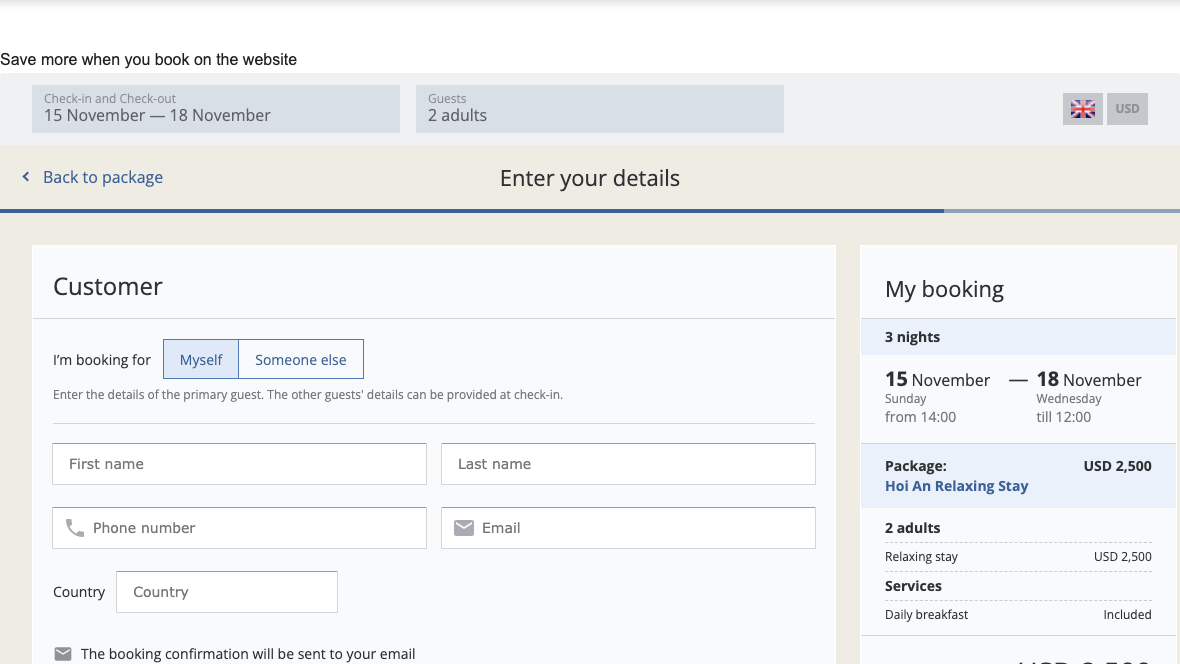 Save more when you book on the website
Check-in and Check-out
15 November — 18 November
Guests
2 adults
USD
Back to package
Enter your details
Customer
I'm booking for
Myself
Someone else
Enter the details of the primary guest. The other guests' details can be provided at check-in.
First name
Last name
Phone number
Email
Country
Country
The booking confirmation will be sent to your email
My booking
3 nights
15 November — 18 November
Sunday
Wednesday
from 14:00
till 12:00
Package:
USD 2,500
Hoi An Relaxing Stay
2 adults
Relaxing stay
USD 2,500
Services
Daily breakfast
Included